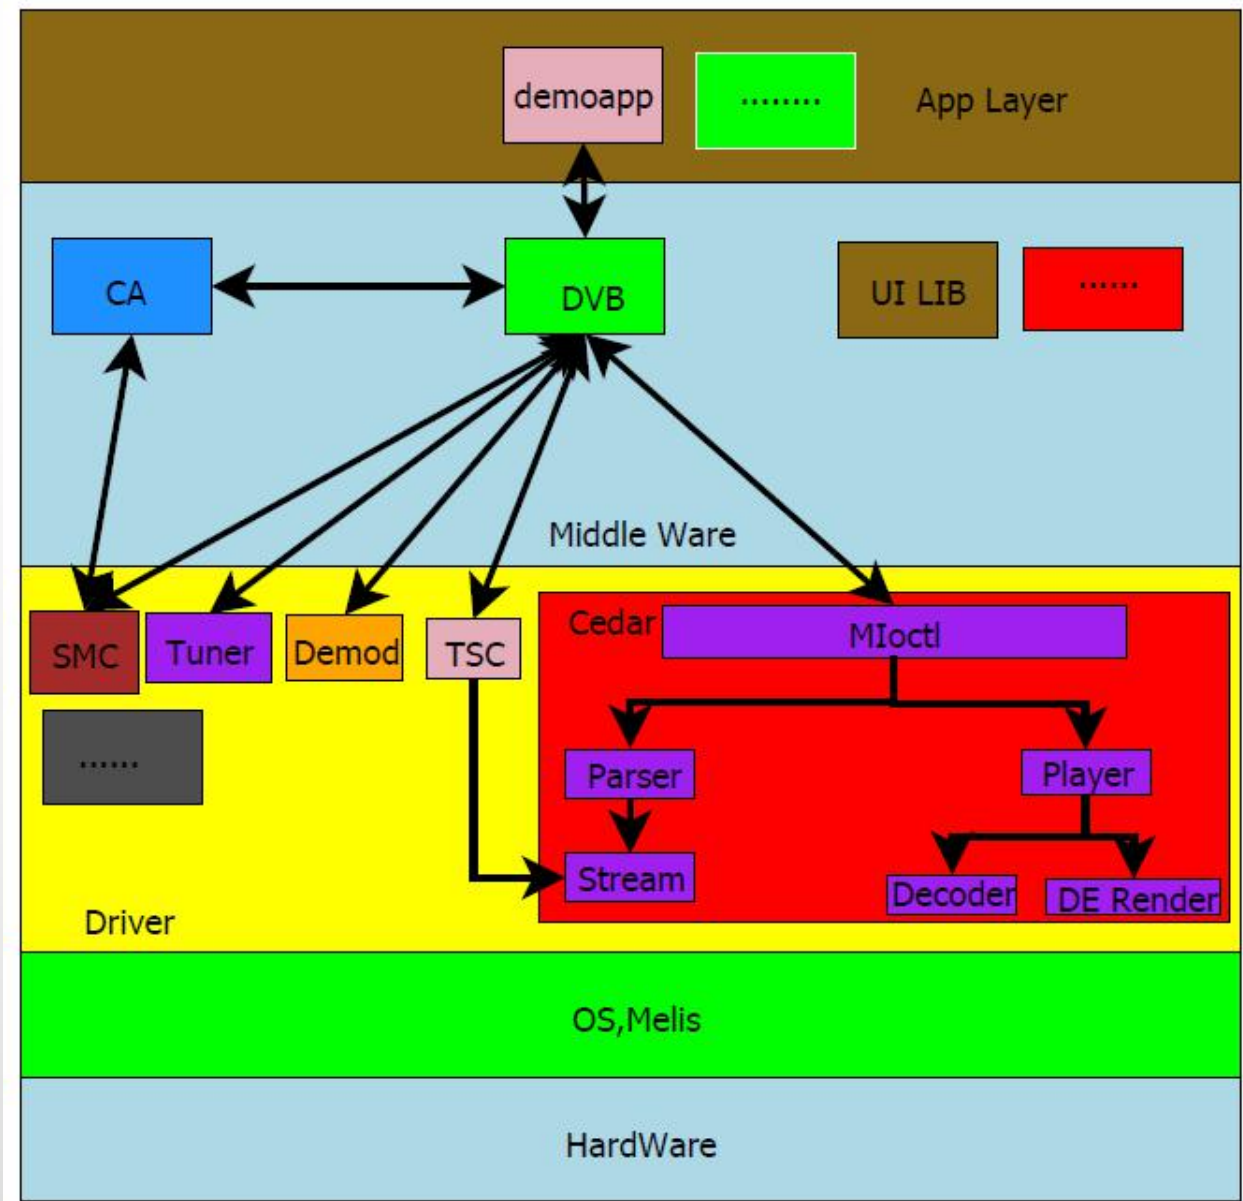 demoapp
........
App Layer
CA
DVB
UI LIB
......
Middle Ware
SMC
Tuner
Demod
TSC
Cedar
MIoctl
......
Parser
Player
Stream
Decoder
DE Render
Driver
OS,Melis
HardWare